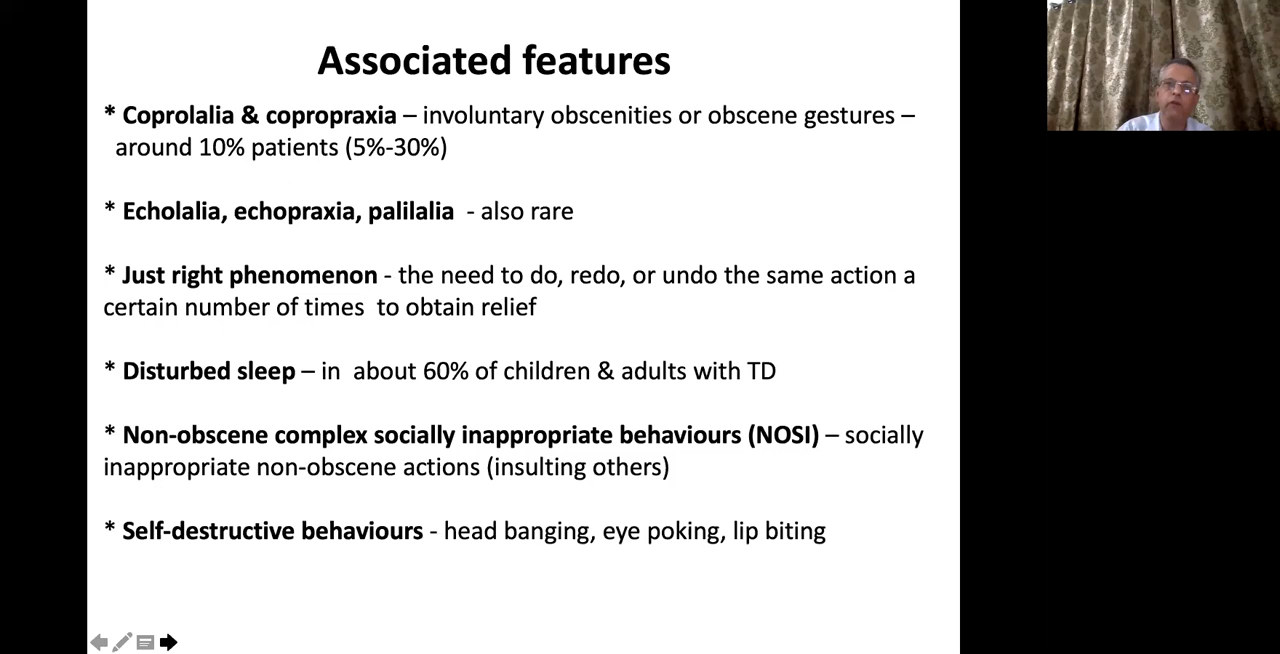 Associated features
* Coprolalia & copropraxia – involuntary obscenities or obscene gestures –
around 10% patients (5%-30%)
* Echolalia, echopraxia, palilalia - also rare
* Just right phenomenon - the need to do, redo, or undo the same action a
certain number of times to obtain relief
* Disturbed sleep – in about 60% of children & adults with TD
* Non-obscene complex socially inappropriate behaviours (NOSI) – socially
inappropriate non-obscene actions (insulting others)
* Self-destructive behaviours - head banging, eye poking, lip biting